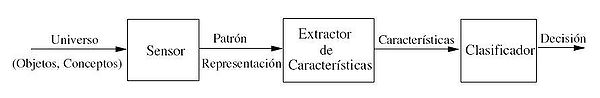 Universo
(Objetos, Conceptos)
Sensor
Patrón
Representación
Extractor
de
Características
Características
Clasificador
Decisión